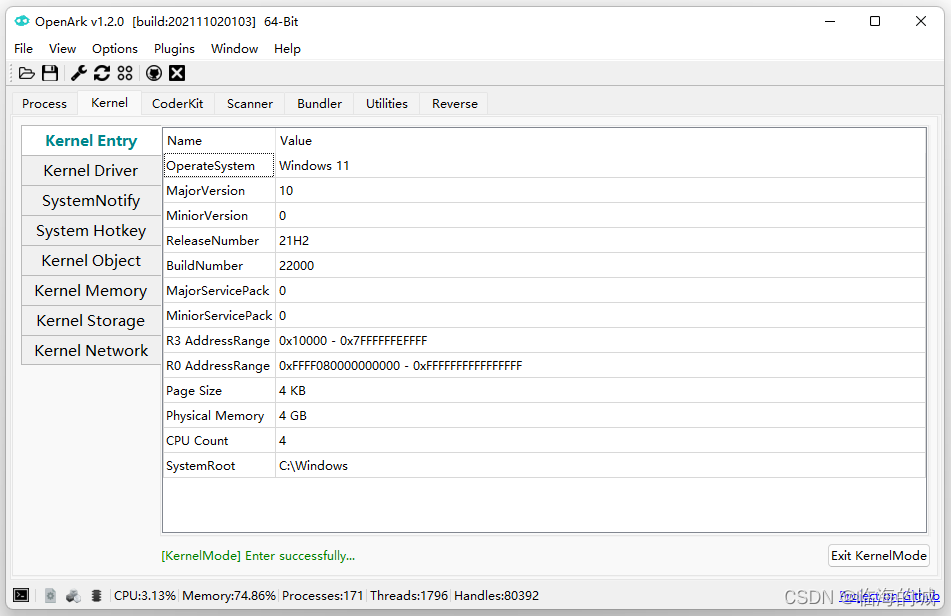 OpenArk v1.2.0 [build:202111020103] 64-Bit
File View Options Plugins Window Help
Process Kernel CoderKit Scanner Bundler Utilities Reverse
Kernel Entry
Kernel Driver
SystemNotify
System Hotkey
Kernel Object
Kernel Memory
Kernel Storage
Kernel Network
Name Value
OperateSystem Windows 11
MajorVersion 10
MiniorVersion 0
ReleaseNumber 21H2
BuildNumber 22000
MajorServicePack 0
MiniorServicePack 0
R3 AddressRange 0x10000 - 0x7FFFFFFEFFFF
R0 AddressRange 0xFFFF080000000000 - 0xFFFFFFFFFFFFFFFF
Page Size 4 KB
Physical Memory 4 GB
CPU Count 4
SystemRoot C:\Windows
[KernelMode] Enter successfully...
Exit KernelMode
CPU:3.13% Memory:74.86% Processes:171 Threads:1796 Handles:80392
Project on Github
CSDN @临海的城